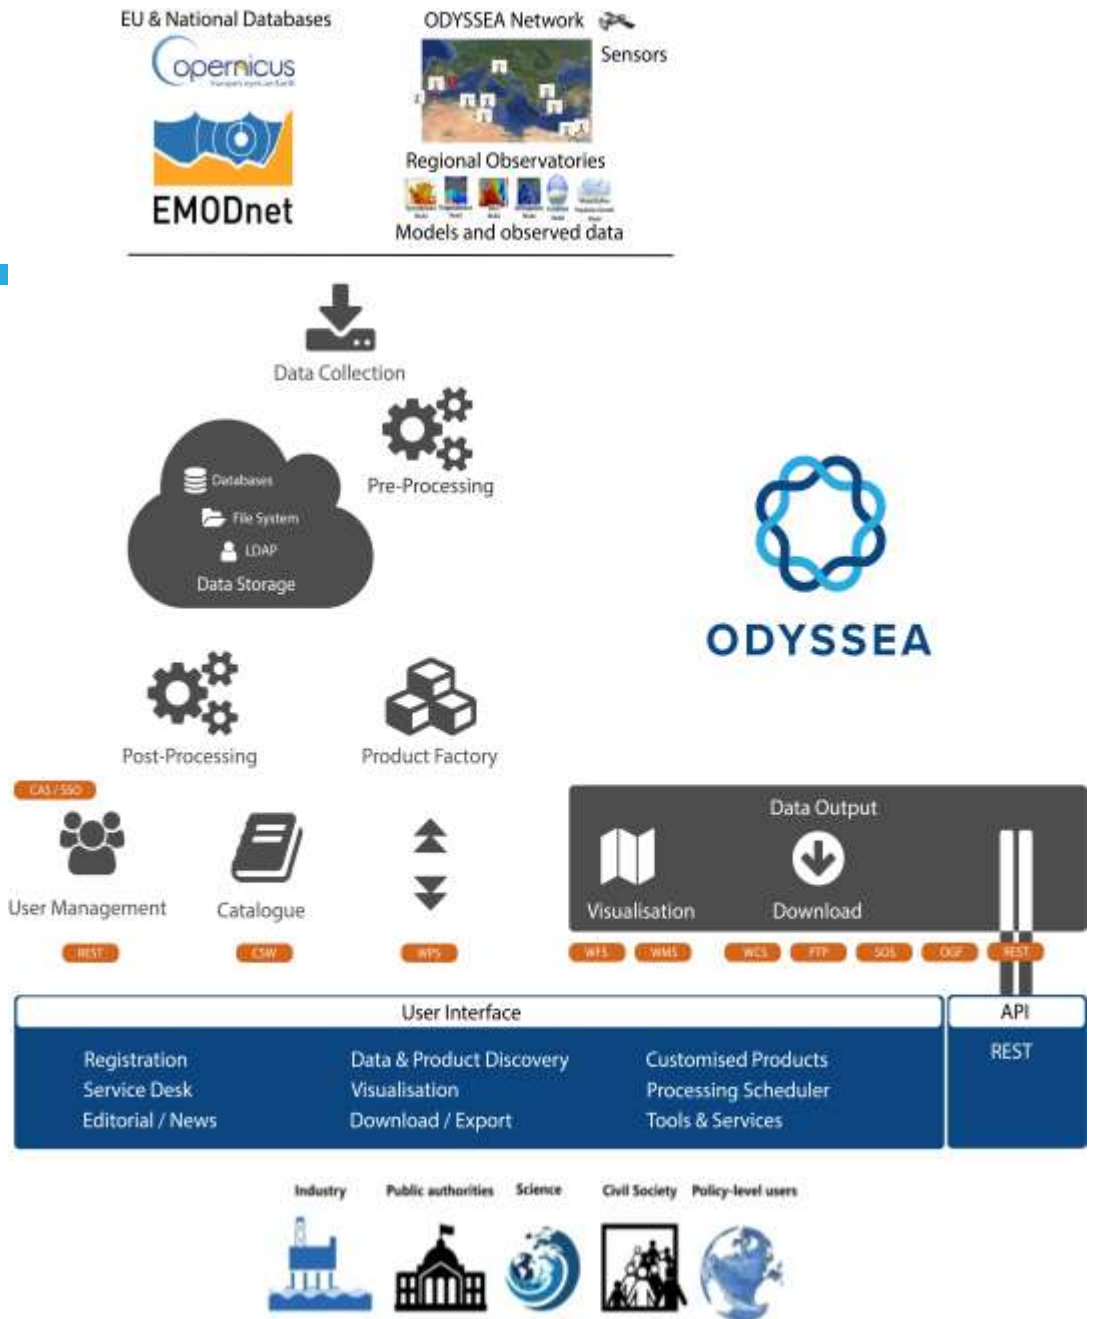 EU & National Databases
ODYSSEA Network
Sensors
opernicus
EMODnet
Regional Observatories
Models and observed data
Data Collection
Pre-Processing
Databases
File System
LDAP
Data Storage
ODYSSEA
Post-Processing
Product Factory
CAS / SSO
User Management
Catalogue
Data Output
Visualisation
Download
REST
CSW
WPS
WFS
WMS
WCS
FTP
SOS
OGF
REST
User Interface
API
Registration
Data & Product Discovery
Customised Products
REST
Service Desk
Visualisation
Processing Scheduler
Editorial / News
Download / Export
Tools & Services
Industry
Public authorities
Science
Civil Society
Policy-level users